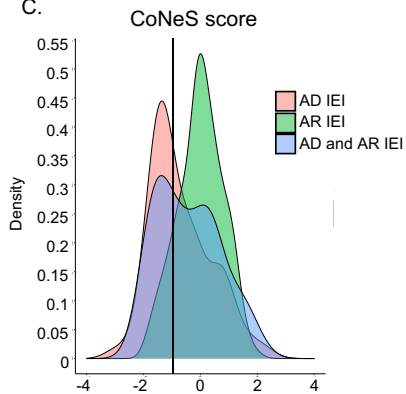 C.
CoNeS score
0.55
0.5
0.45
0.4
0.35
0.3
0.25
0.2
0.15
0.1
0.05
0
Density
AD IEI
AR IEI
AD and AR IEI
-4 -2 0 2 4